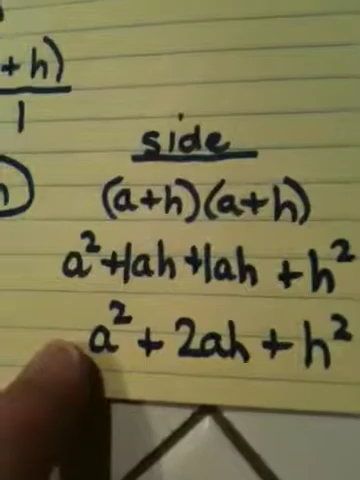 + h)
1
side
h)
(a+h)(a+h)
a²+1ah+1ah +h²
a² + 2ah + h²